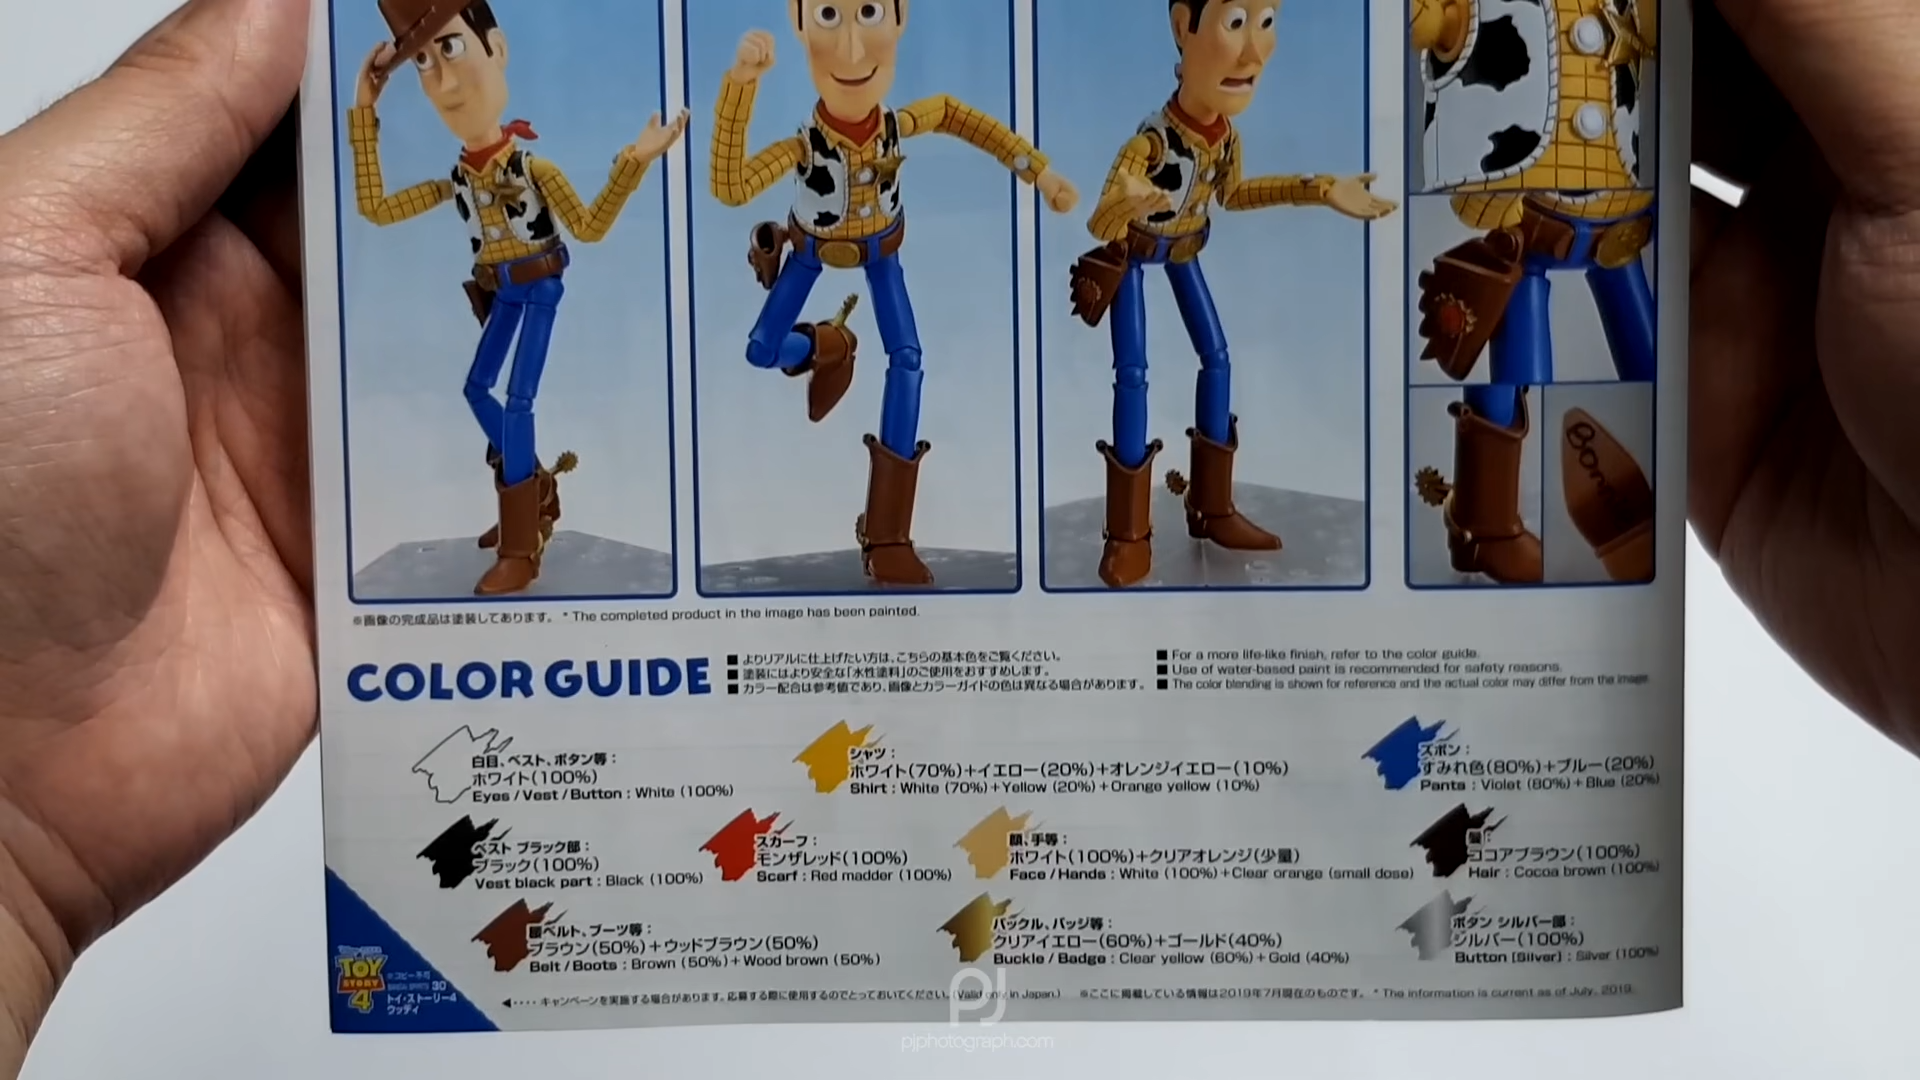 Bon
※画像の完成品は塗装してあります。 * The completed product in the image has been painted.
COLOR GUIDE
■ よりリアルに仕上げたい方は、こちらの基本色をご覧ください。
■ 塗装にはより安全な「水性塗料」のご使用をおすすめします。
■ カラー配合は参考値であり、画像とカラーガイドの色は異なる場合があります。
■ For a more life-like finish, refer to the color guide.
■ Use of water-based paint is recommended for safety reasons.
■ The color blending is shown for reference and the actual color may differ from the image.
白目、ベスト、ボタン等：
ホワイト(100%)
Eyes / Vest / Button : White (100%)
シャツ：
ホワイト(70%)+イエロー(20%)+オレンジイエロー(10%)
Shirt : White (70%)+Yellow (20%)+Orange yellow (10%)
ズボン：
すみれ色(80%)+ブルー(20%)
Pants : Violet (80%)+Blue (20%)
ベスト ブラック部：
ブラック(100%)
Vest black part : Black (100%)
スカーフ：
モンザレッド(100%)
Scarf : Red madder (100%)
顔、手等：
ホワイト(100%)+クリアオレンジ(少量)
Face / Hands : White (100%)+Clear orange (small dose)
髪：
ココアブラウン(100%)
Hair : Cocoa brown (100%)
腰ベルト、ブーツ等：
ブラウン(50%)+ウッドブラウン(50%)
Belt / Boots : Brown (50%)+Wood brown (50%)
バックル、バッジ等：
クリアイエロー(60%)+ゴールド(40%)
Buckle / Badge : Clear yellow (60%)+Gold (40%)
ボタン シルバー部：
シルバー(100%)
Button (Silver) : Silver (100%)
TOY
STORY
4
※コピー不可
30
トイ・ストーリー4
ウッディ
◀‥‥ キャンペーンを実施する場合があります。応募する際に使用するのでとっておいてください。(Valid only in Japan.) ※ここに掲載している情報は2019年7月現在のものです。 * The information is current as of July, 2019.
PJ
pjphotograph.com